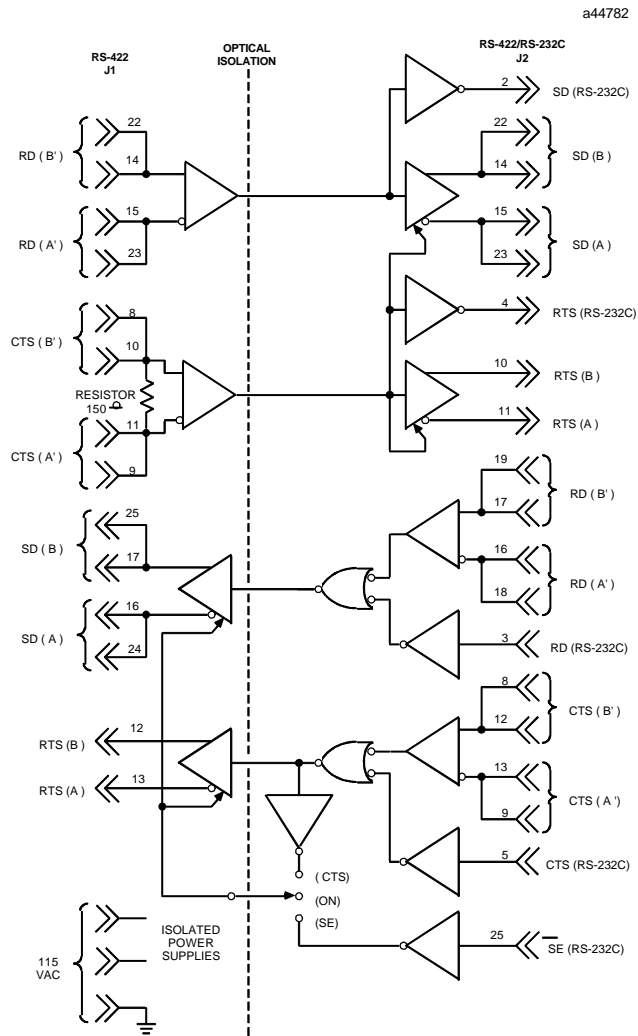 a44782
RS-422
J1
OPTICAL
ISOLATION
RS-422/RS-232C
J2
2 SD (RS-232C)
22
RD ( B' )
14
22
SD (B)
14
15
RD (A')
23
15
SD (A )
23
8
CTS ( B' )
10
RESISTOR
150
11
CTS ( A' )
9
4 RTS (RS-232C)
10 RTS (B)
11 RTS (A)
19
RD ( B' )
17
16
RD ( A' )
18
3 RD (RS-232C)
25
SD ( B )
17
16
SD ( A )
24
8
CTS ( B' )
12
13
CTS ( A ')
9
5 CTS (RS-232C)
RTS (B) 12
RTS (A) 13
( CTS)
(ON)
(SE)
25 SE (RS-232C)
115
VAC
ISOLATED
POWER
SUPPLIES